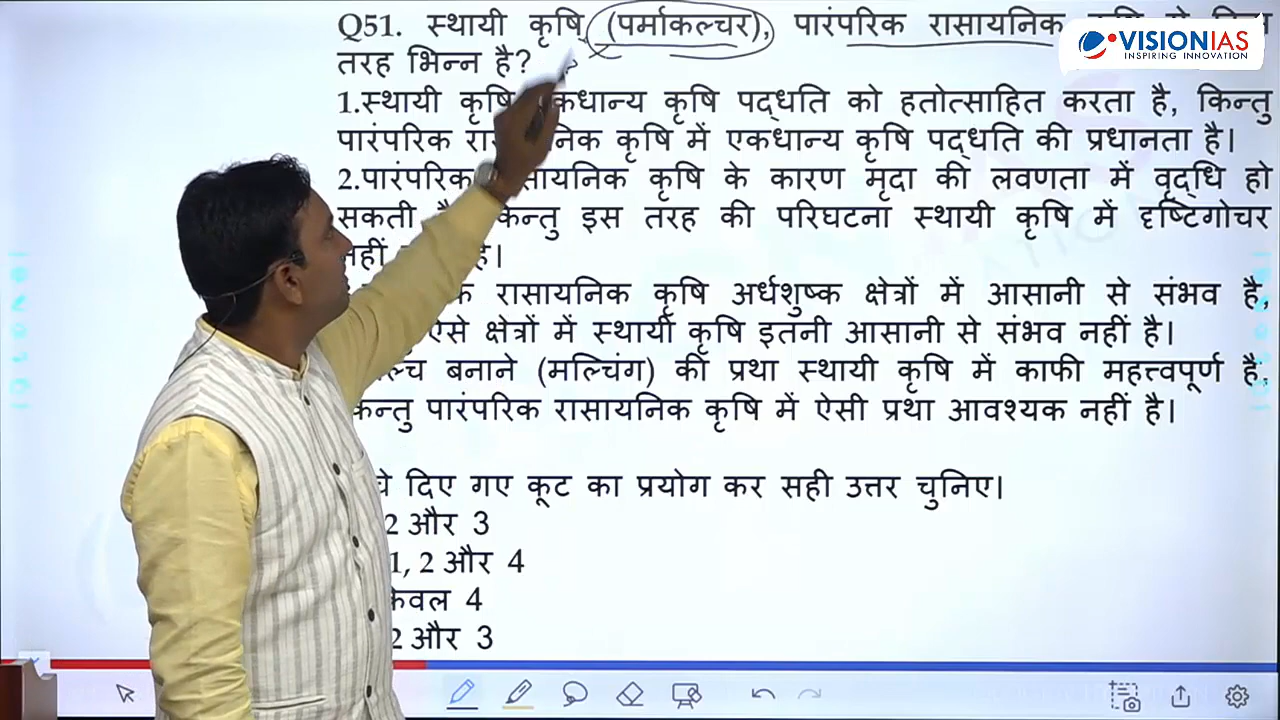 Q51. स्थायी कृषि (पर्माकल्चर), पारंपरिक रासायनिक
तरह भिन्न है?
1.स्थायी कृषि कृषि पद्धति को हतोत्साहित करता है, किन्तु
पारंपरिक कृषि में एकधान्य कृषि पद्धति की प्रधानता है।
2.पारंपरिक कृषि के कारण मृदा की लवणता में वृद्धि हो
सकती इस तरह की परिघटना स्थायी कृषि में दृष्टिगोचर
है।
रासायनिक कृषि अर्धशुष्क क्षेत्रों में आसानी से संभव है,
ऐसे क्षेत्रों में स्थायी कृषि इतनी आसानी से संभव नहीं है।
बनाने (मल्चिंग) की प्रथा स्थायी कृषि में काफी महत्त्वपूर्ण है,
पारंपरिक रासायनिक कृषि में ऐसी प्रथा आवश्यक नहीं है।
दिए गए कूट का प्रयोग कर सही उत्तर चुनिए।
2 और 3
1, 2 और 4
4
2 और 3
VISIONIAS
INSPIRING INNOVATION